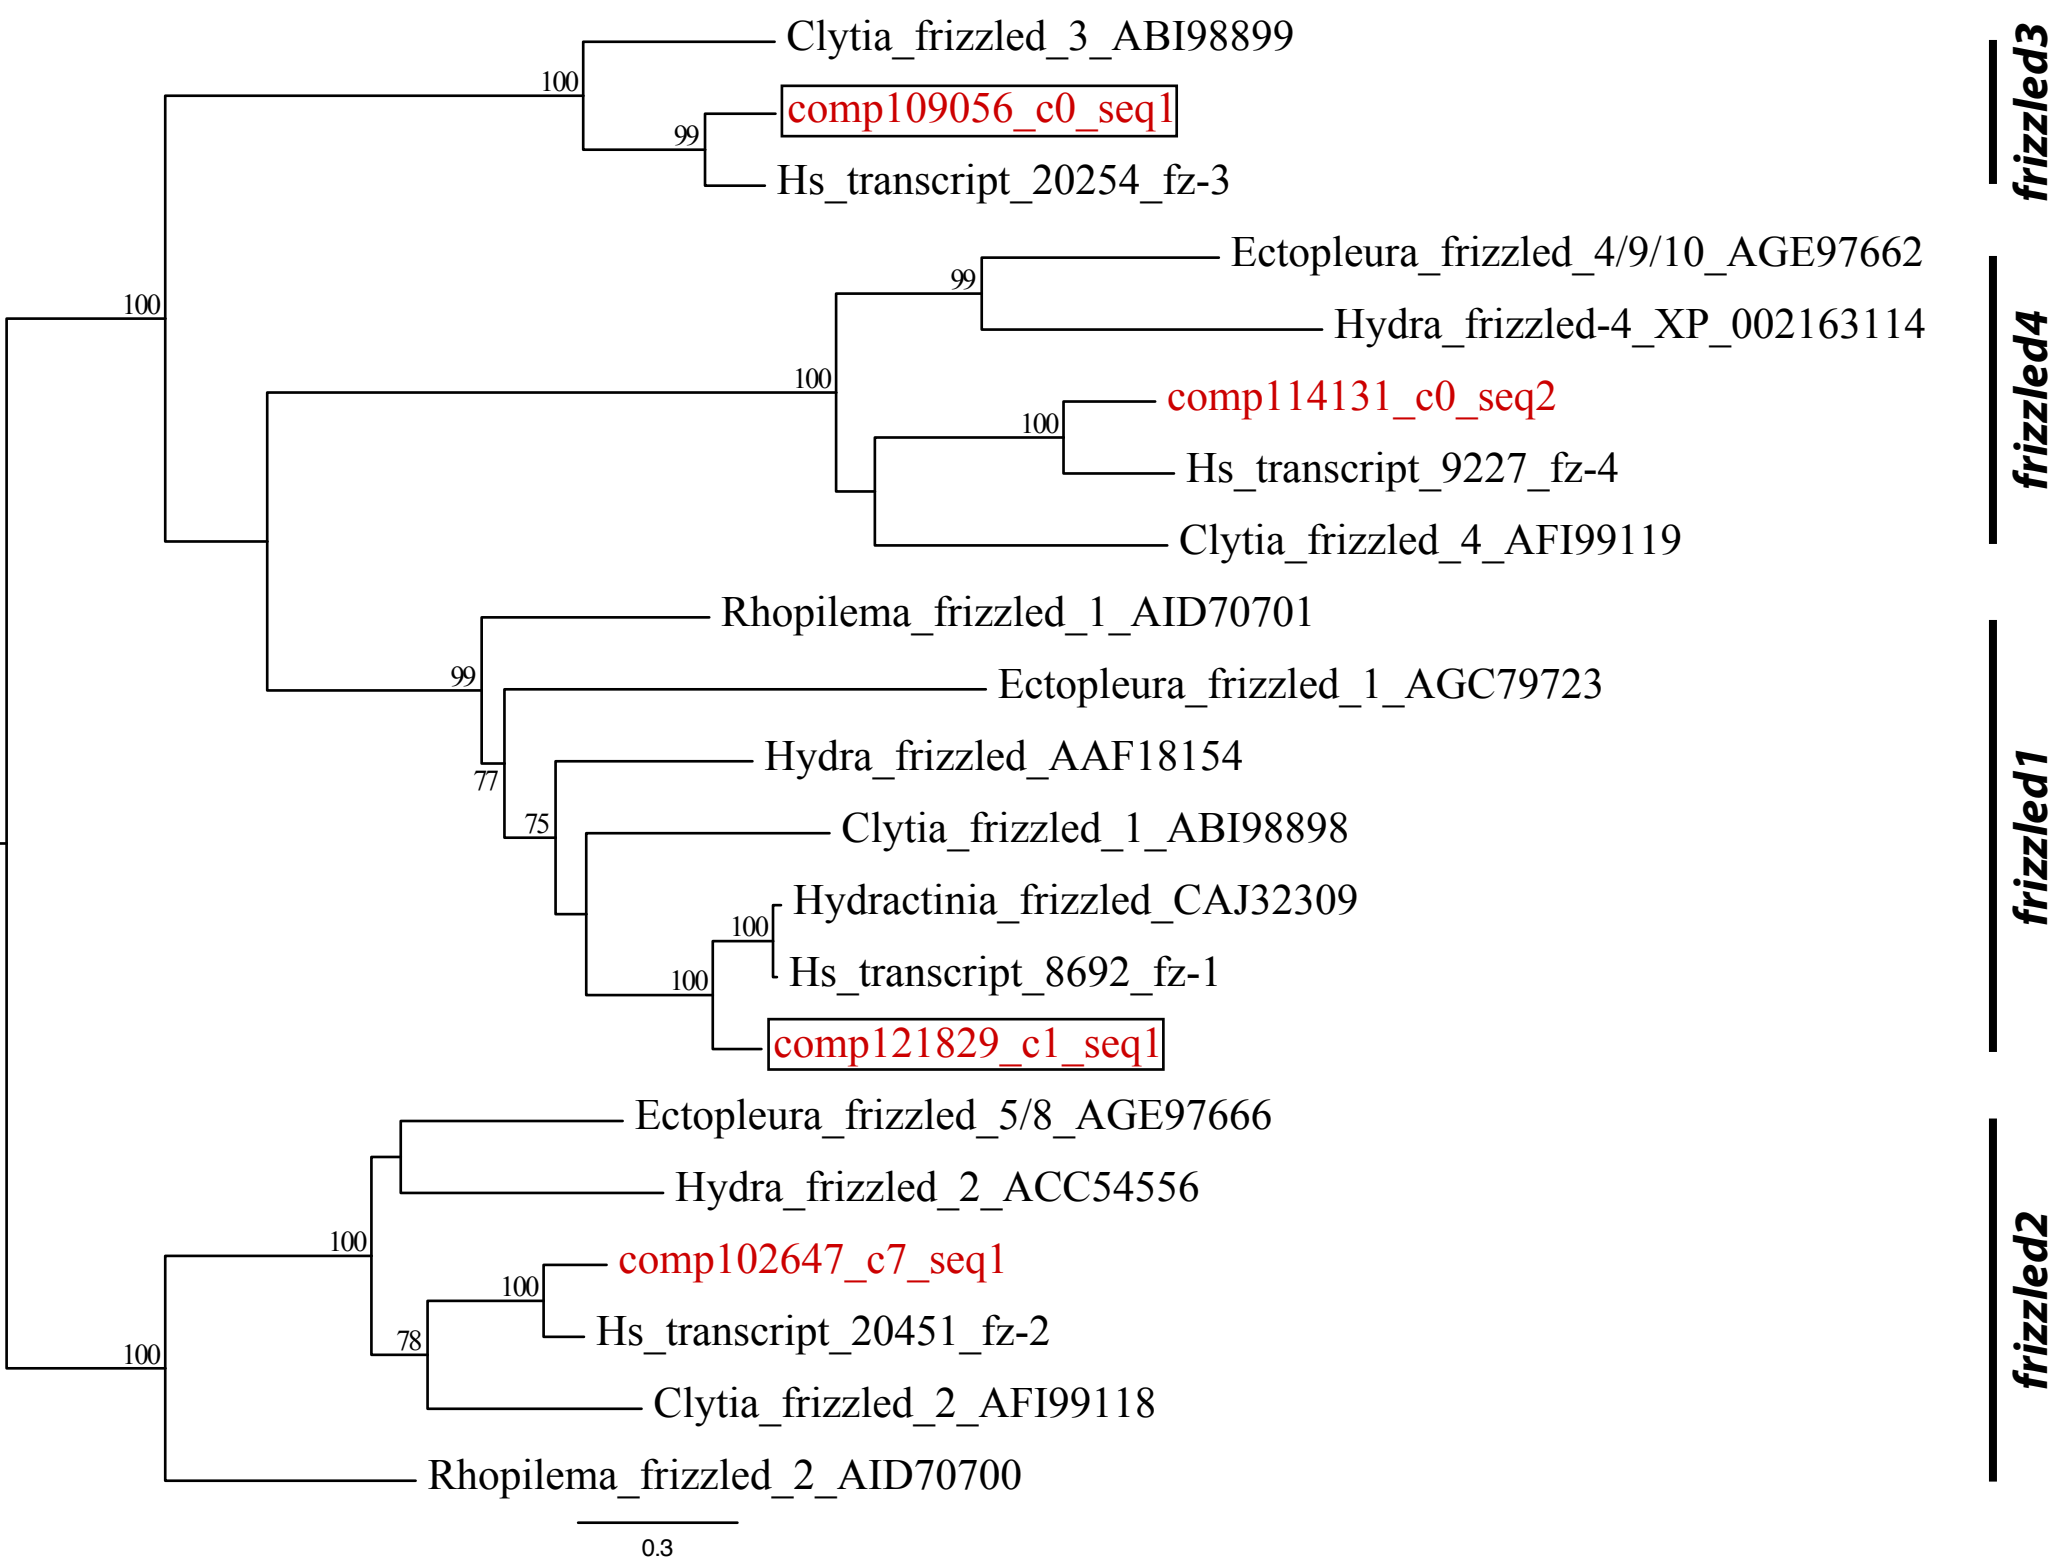 Clytia_frizzled_3_ABI98899
100
comp109056_c0_seq1
99
Hs_transcript_20254_fz-3
frizzled3
Ectopleura_frizzled_4/9/10_AGE97662
99
100
Hydra_frizzled-4_XP_002163114
100
comp114131_c0_seq2
100
Hs_transcript_9227_fz-4
Clytia_frizzled_4_AFI99119
frizzled4
Rhopilema_frizzled_1_AID70701
99
Ectopleura_frizzled_1_AGC79723
Hydra_frizzled_AAF18154
77
75
Clytia_frizzled_1_ABI98898
Hydractinia_frizzled_CAJ32309
100
Hs_transcript_8692_fz-1
100
comp121829_c1_seq1
frizzled1
Ectopleura_frizzled_5/8_AGE97666
Hydra_frizzled_2_ACC54556
100
comp102647_c7_seq1
100
Hs_transcript_20451_fz-2
78
100
Clytia_frizzled_2_AFI99118
Rhopilema_frizzled_2_AID70700
frizzled2
0.3